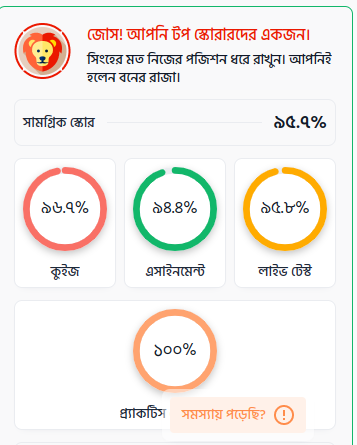 জোস! আপনি টপ স্কোরারদের একজন।
সিংহের মত নিজের পজিশন ধরে রাখুন। আপনিই
হলেন বনের রাজা।
সামগ্রিক স্কোর ৯৫.৭%
৯৬.৭% ৯৪.৪% ৯৫.৮%
কুইজ এসাইনমেন্ট লাইভ টেস্ট
১০০%
প্র্যাকটিস সমস্যায় পড়েছি?